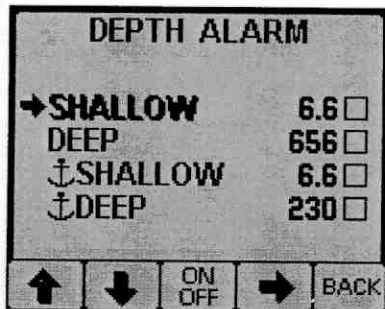 DEPTH ALARM
SHALLOW 6.6
DEEP 656
SHALLOW 6.6
DEEP 230
ON OFF BACK